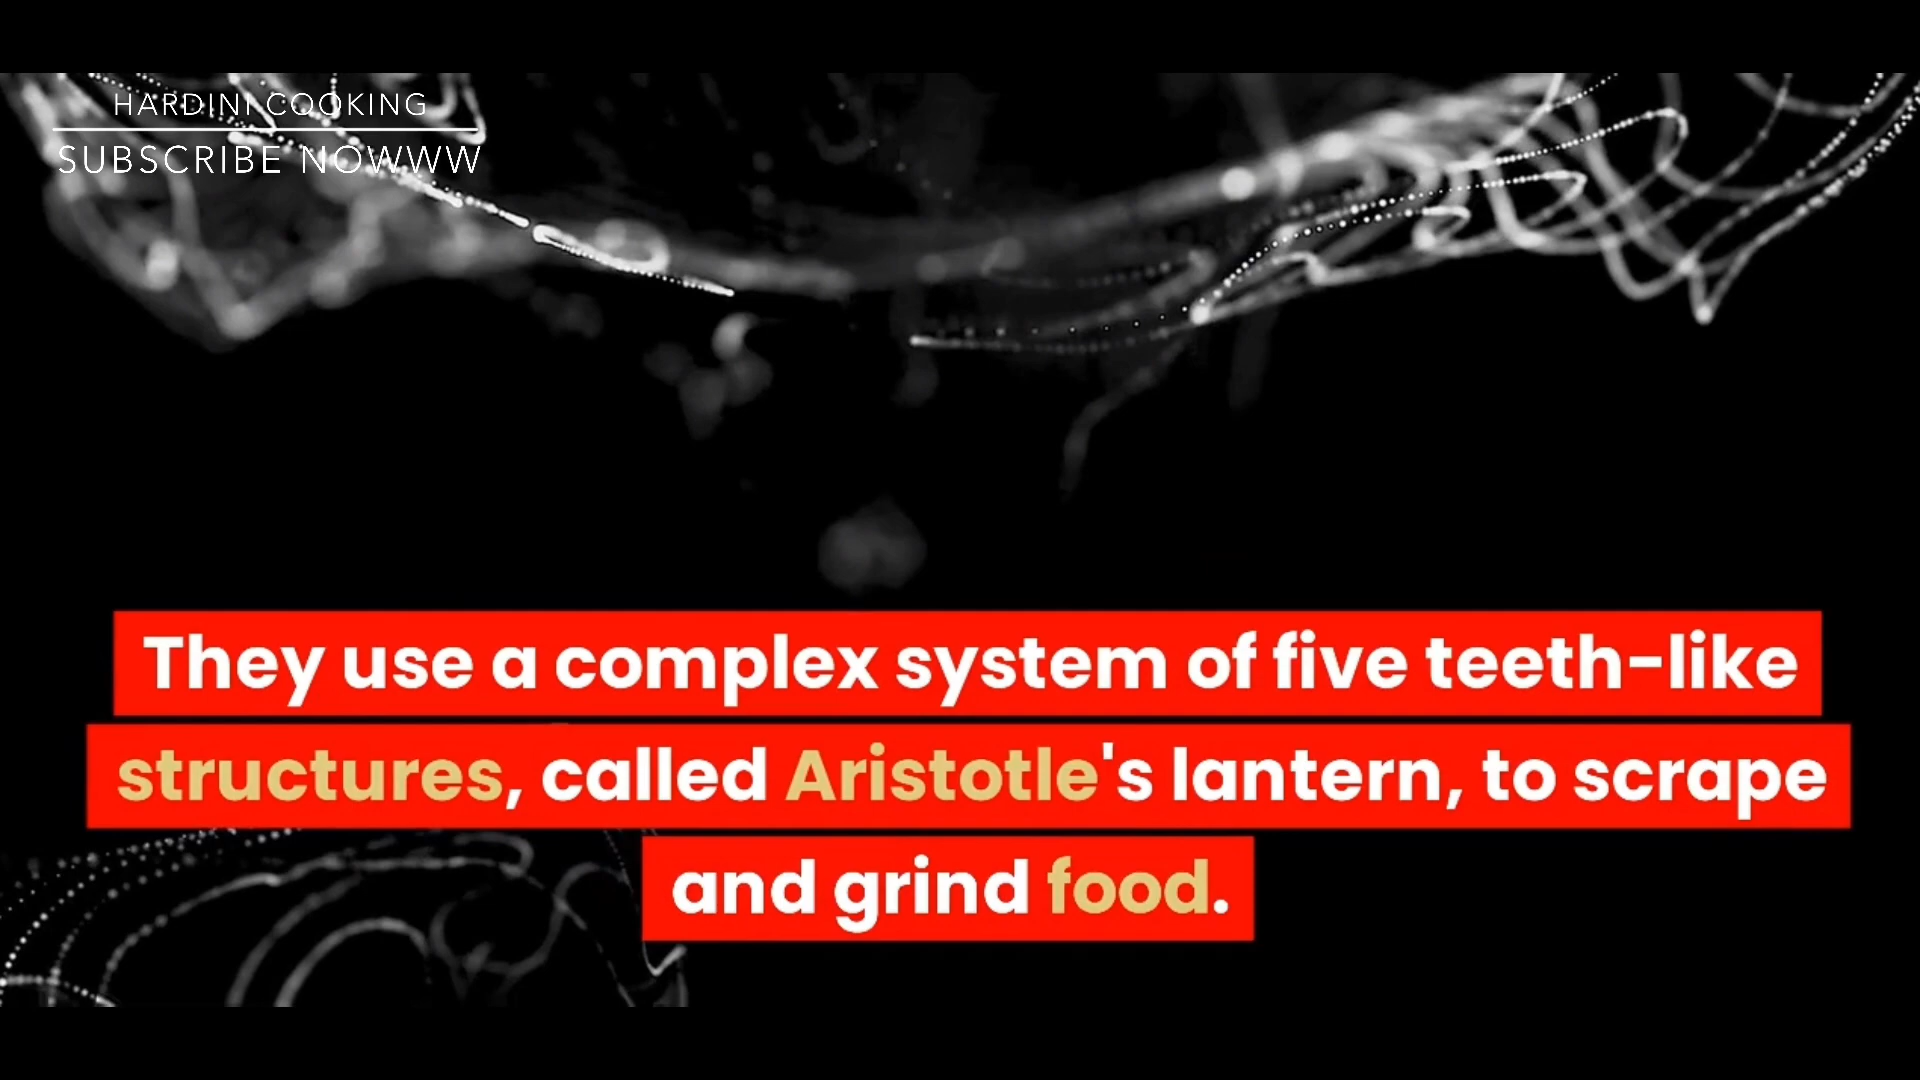 HARDINI COOKING
SUBSCRIBE NOWWW
They use a complex system of five teeth-like
structures, called Aristotle's lantern, to scrape
and grind food.